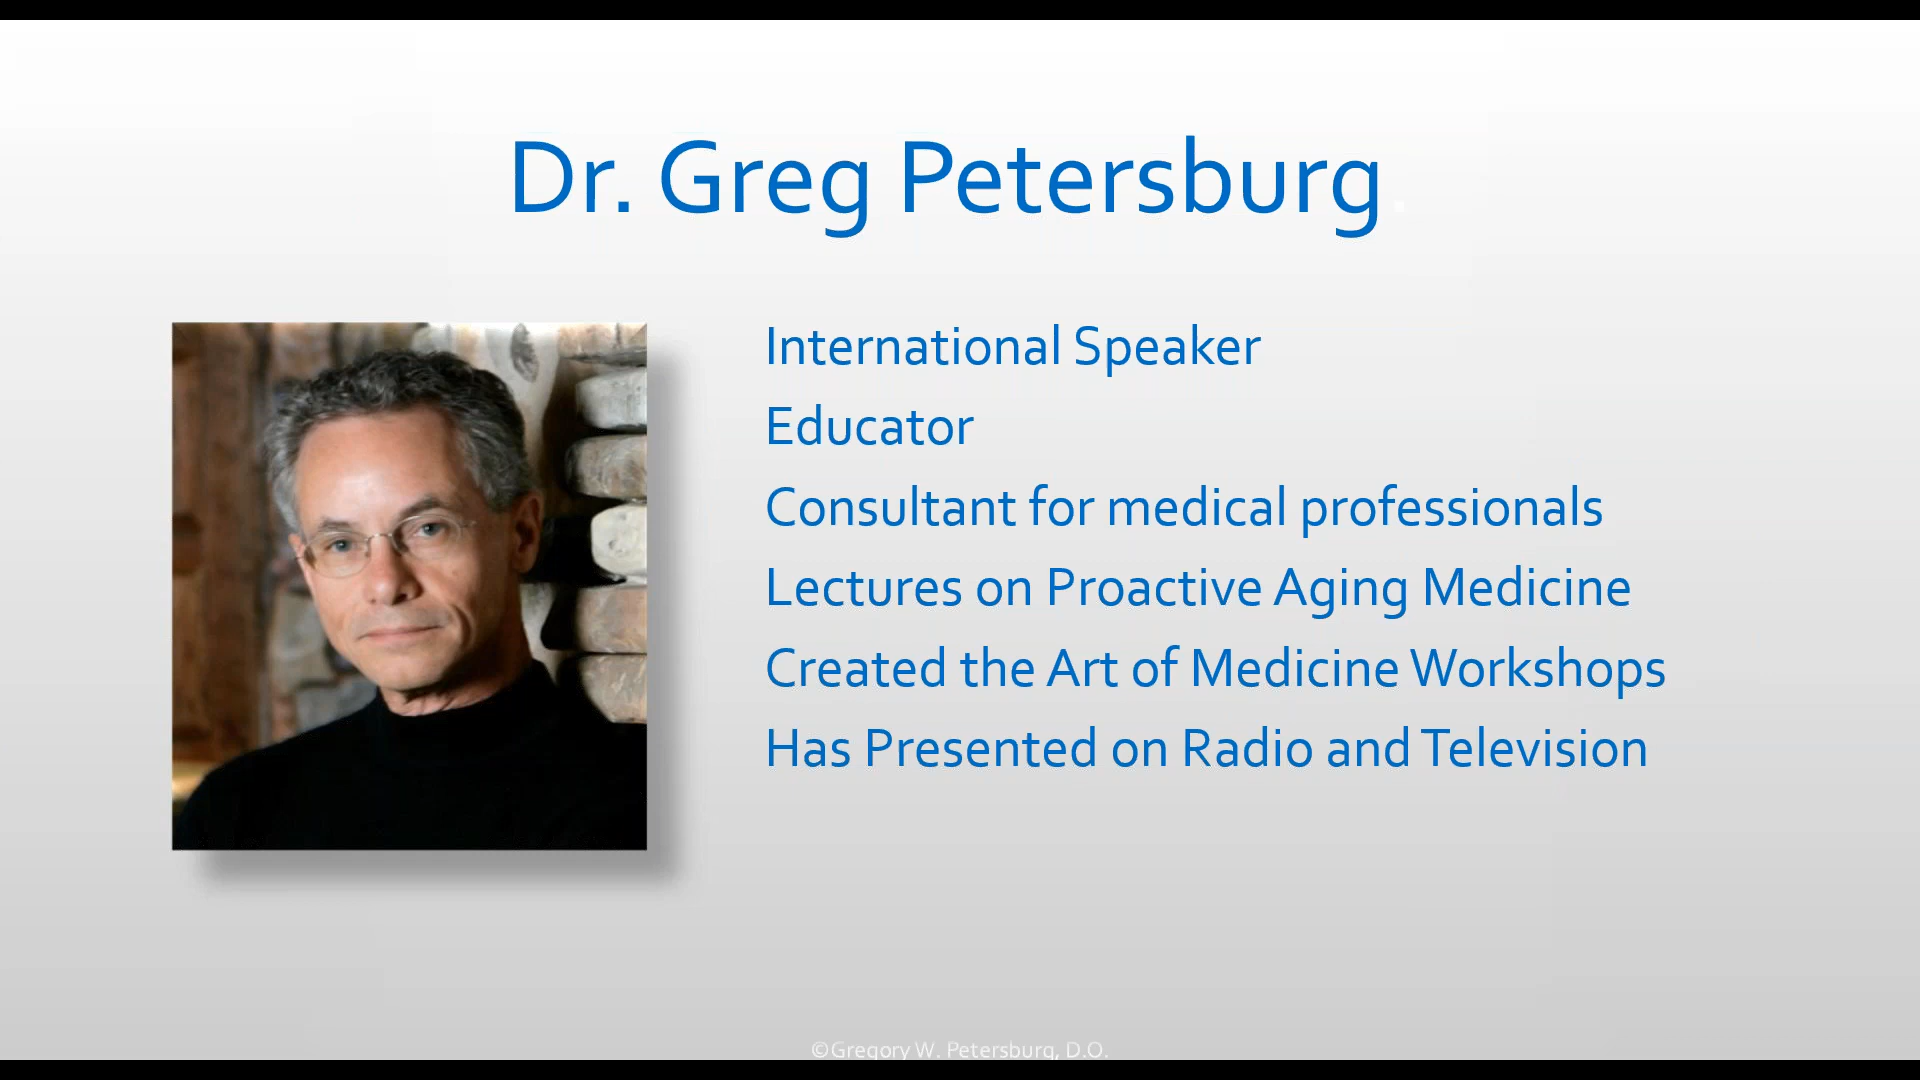 Dr. Greg Petersburg.
International Speaker
Educator
Consultant for medical professionals
Lectures on Proactive Aging Medicine
Created the Art of Medicine Workshops
Has Presented on Radio and Television
©Gregory W. Petersburg, D.O.